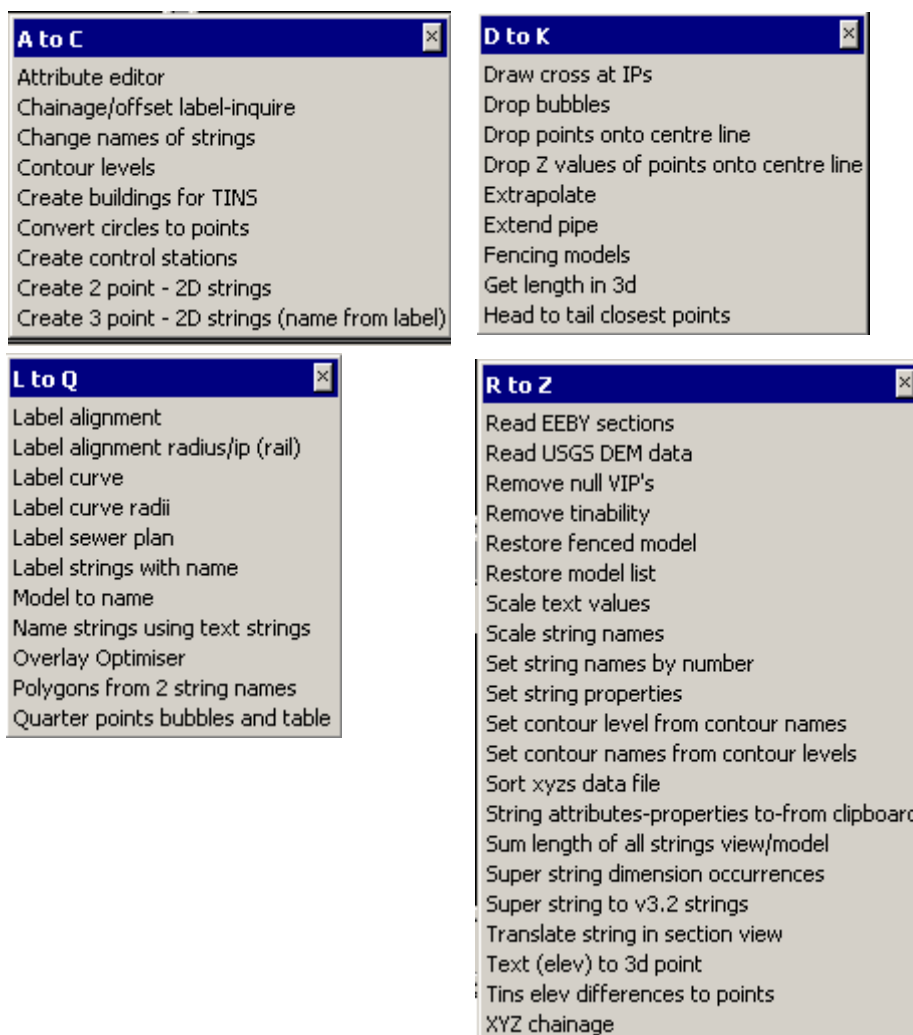 A to C
Attribute editor
Chainage/offset label-inquire
Change names of strings
Contour levels
Create buildings for TINS
Convert circles to points
Create control stations
Create 2 point - 2D strings
Create 3 point - 2D strings (name from label)
D to K
Draw cross at IPs
Drop bubbles
Drop points onto centre line
Drop Z values of points onto centre line
Extrapolate
Extend pipe
Fencing models
Get length in 3d
Head to tail closest points
L to Q
Label alignment
Label alignment radius/ip (rail)
Label curve
Label curve radii
Label sewer plan
Label strings with name
Model to name
Name strings using text strings
Overlay Optimiser
Polygons from 2 string names
Quarter points bubbles and table
R to Z
Read EEBY sections
Read USGS DEM data
Remove null VIP's
Remove tinability
Restore fenced model
Restore model list
Scale text values
Scale string names
Set string names by number
Set string properties
Set contour level from contour names
Set contour names from contour levels
Sort xyzs data file
String attributes-properties to-from clipboard
Sum length of all strings view/model
Super string dimension occurrences
Super string to v3.2 strings
Translate string in section view
Text (elev) to 3d point
Tins elev differences to points
XYZ chainage